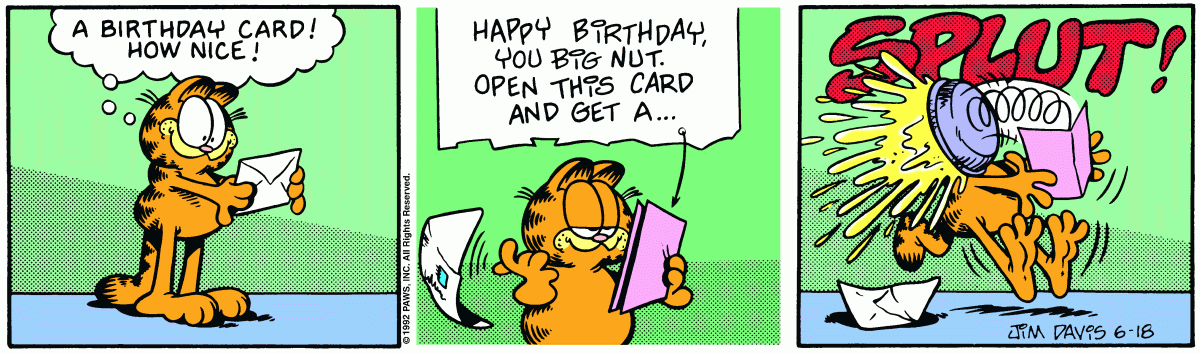 A BIRTHDAY CARD!
HOW NICE!
© 1992 PAWS, INC. All Rights Reserved.
HAPPY BIRTHDAY,
YOU BIG NUT.
OPEN THIS CARD
AND GET A...
SPLUT!
JIM DAVIS 6-18